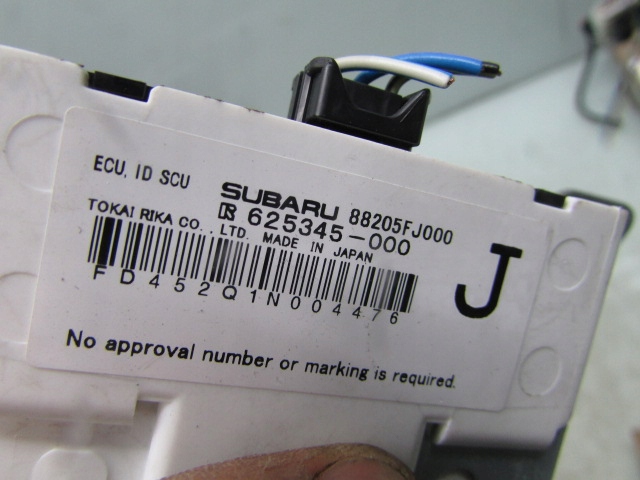 ECU, ID SCU
SUBARU 88205FJ000
625345-000
TOKAI RIKA CO., LTD. MADE IN JAPAN
J
FD452Q1N004476
No approval number or marking is required.